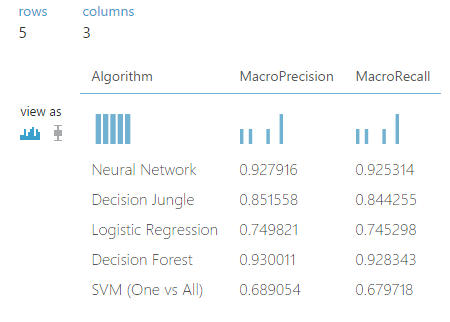 rows columns
5 3
Algorithm MacroPrecision MacroRecall
view as
Neural Network 0.927916 0.925314
Decision Jungle 0.851558 0.844255
Logistic Regression 0.749821 0.745298
Decision Forest 0.930011 0.928343
SVM (One vs All) 0.689054 0.679718